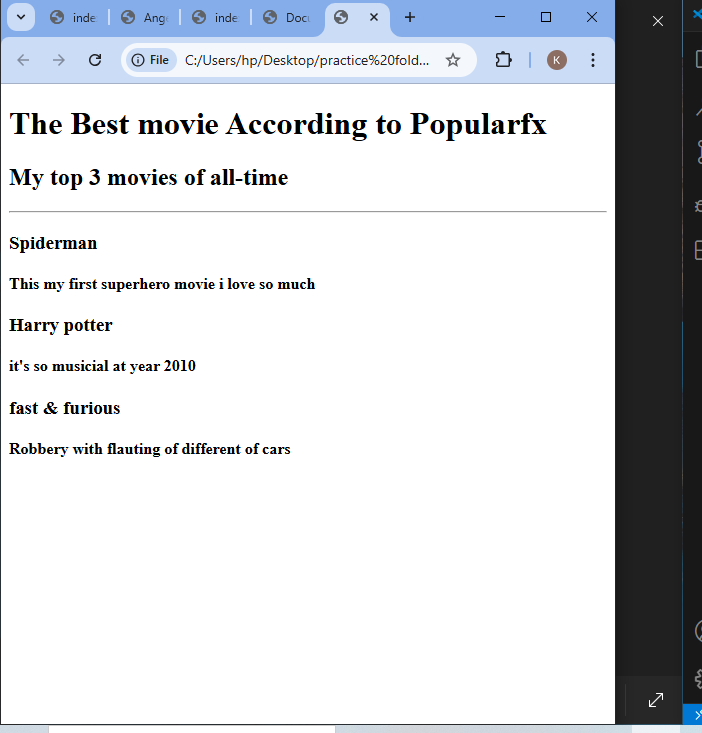 inde
Ang
inde
Docu
File
C:/Users/hp/Desktop/practice%20fold...
K
The Best movie According to Popularfx
My top 3 movies of all-time
Spiderman
This my first superhero movie i love so much
Harry potter
it's so musicial at year 2010
fast & furious
Robbery with flauting of different of cars